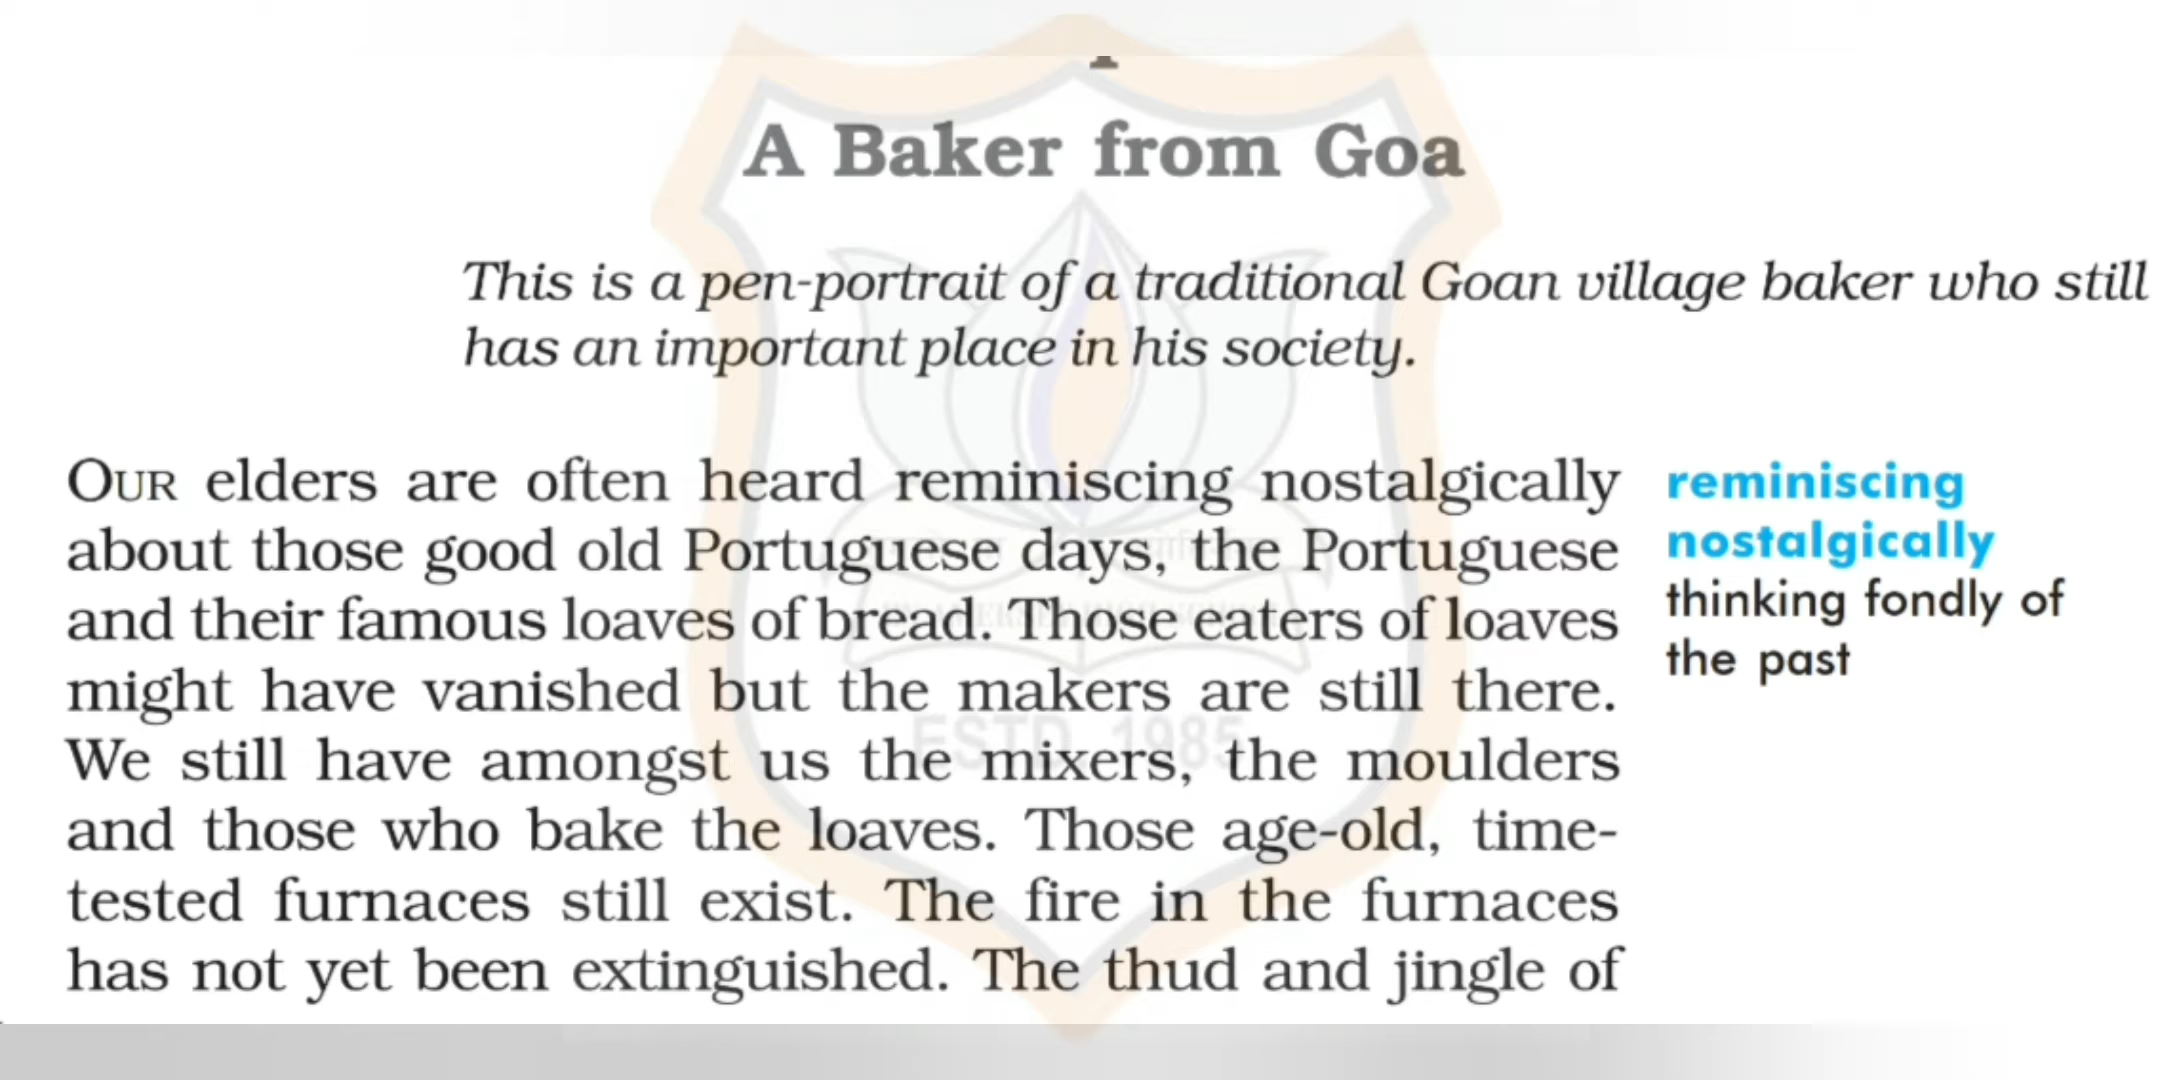 A Baker from Goa
This is a pen-portrait of a traditional Goan village baker who still
has an important place in his society.
OUR elders are often heard reminiscing nostalgically
about those good old Portuguese days, the Portuguese
and their famous loaves of bread. Those eaters of loaves
might have vanished but the makers are still there.
We still have amongst us the mixers, the moulders
and those who bake the loaves. Those age-old, time-
tested furnaces still exist. The fire in the furnaces
has not yet been extinguished. The thud and jingle of
reminiscing
nostalgically
thinking fondly of
the past
ESTD. 1985